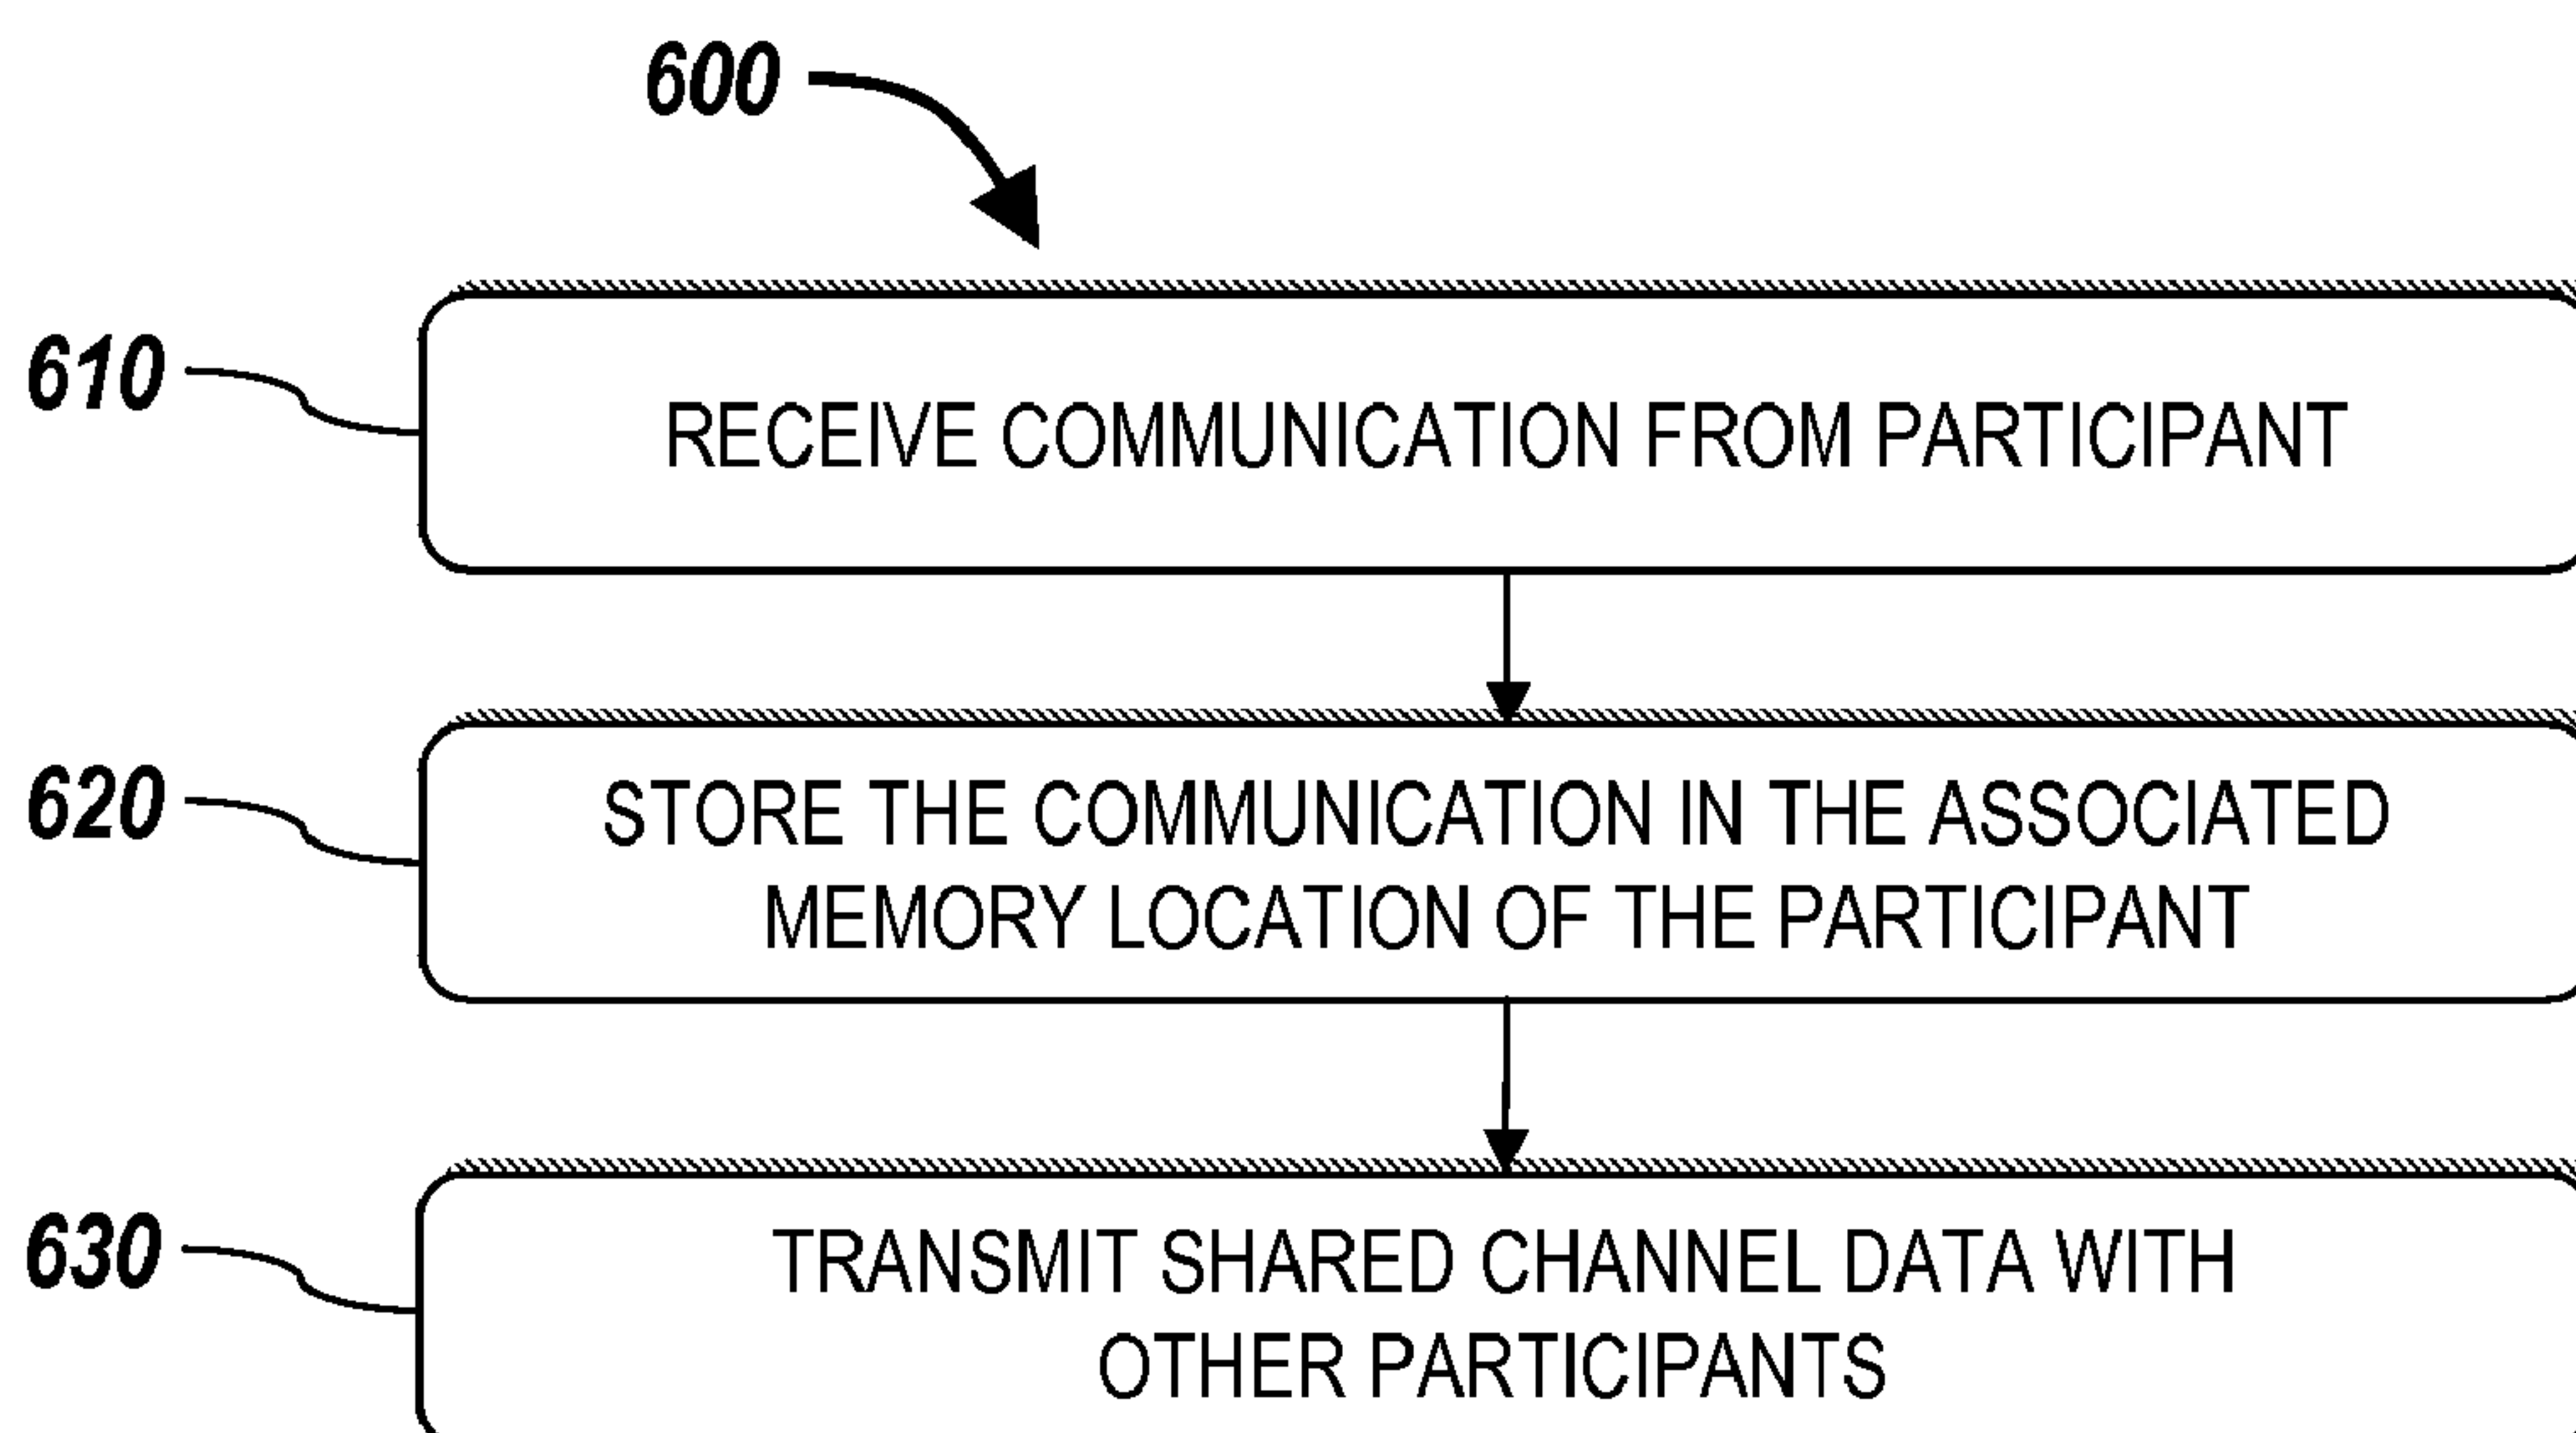 600
610
RECEIVE COMMUNICATION FROM PARTICIPANT
620
STORE THE COMMUNICATION IN THE ASSOCIATED
MEMORY LOCATION OF THE PARTICIPANT
630
TRANSMIT SHARED CHANNEL DATA WITH
OTHER PARTICIPANTS